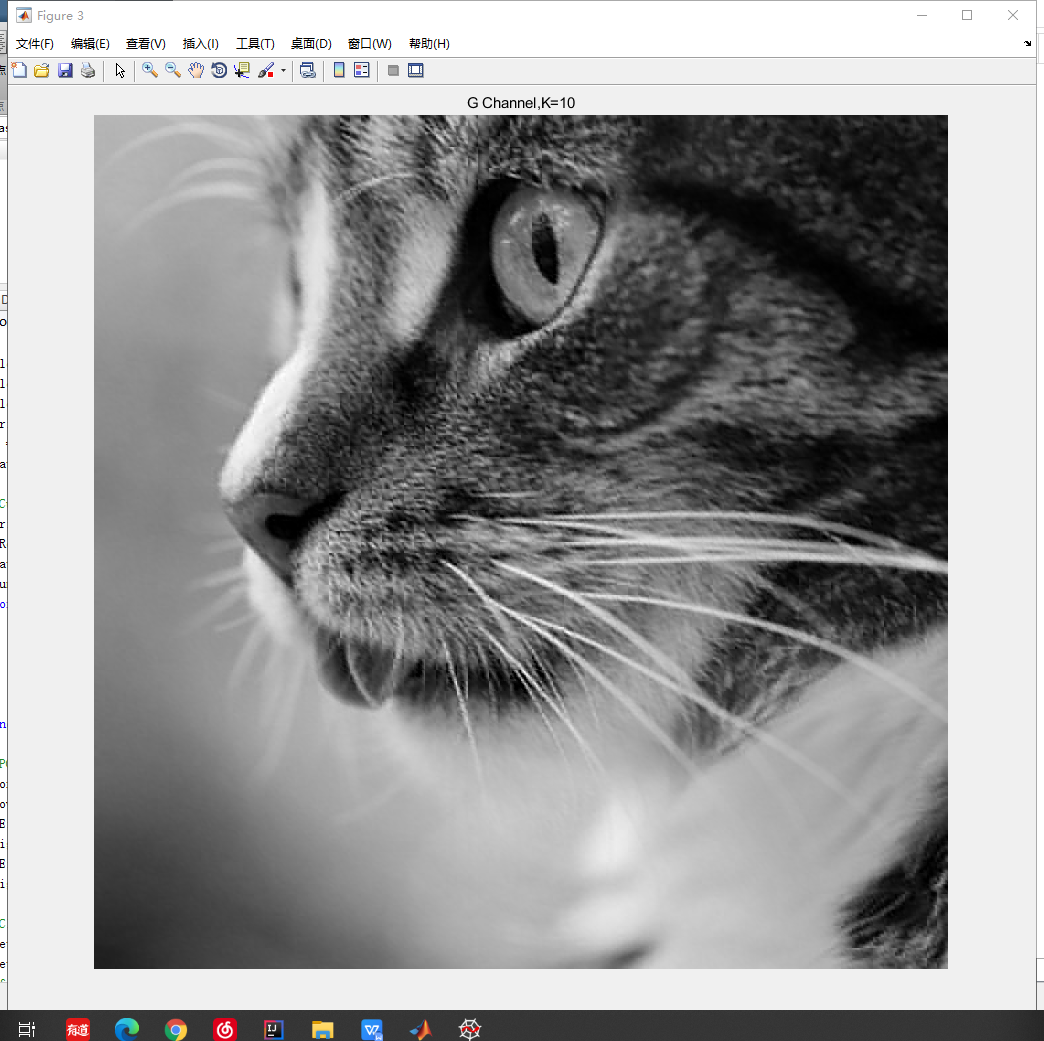 Figure 3
文件(F) 编辑(E) 查看(V) 插入(I) 工具(T) 桌面(D) 窗口(W) 帮助(H)
G Channel,K=10
有道
IJ